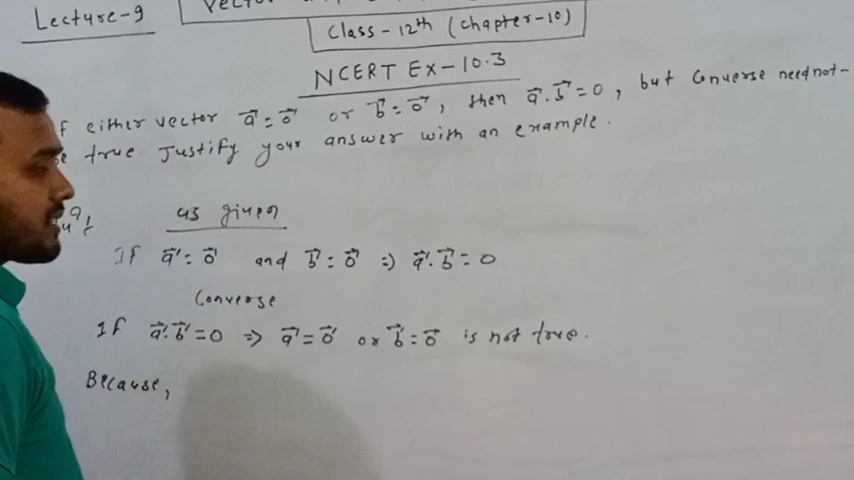 Lecture-9
Vector
Class-12th (Chapter-10)
NCERT EX-10.3
f either vector a⃗ = 0⃗ or b⃗ = 0⃗, then a⃗.b⃗ = 0, but Converse need not-
e true. Justify your answer with an example.
as given
If a⃗ = 0⃗ and b⃗ = 0⃗ => a⃗.b⃗ = 0
Converse
If a⃗.b⃗ = 0 => a⃗ = 0⃗ or b⃗ = 0⃗ is not true.
Because,